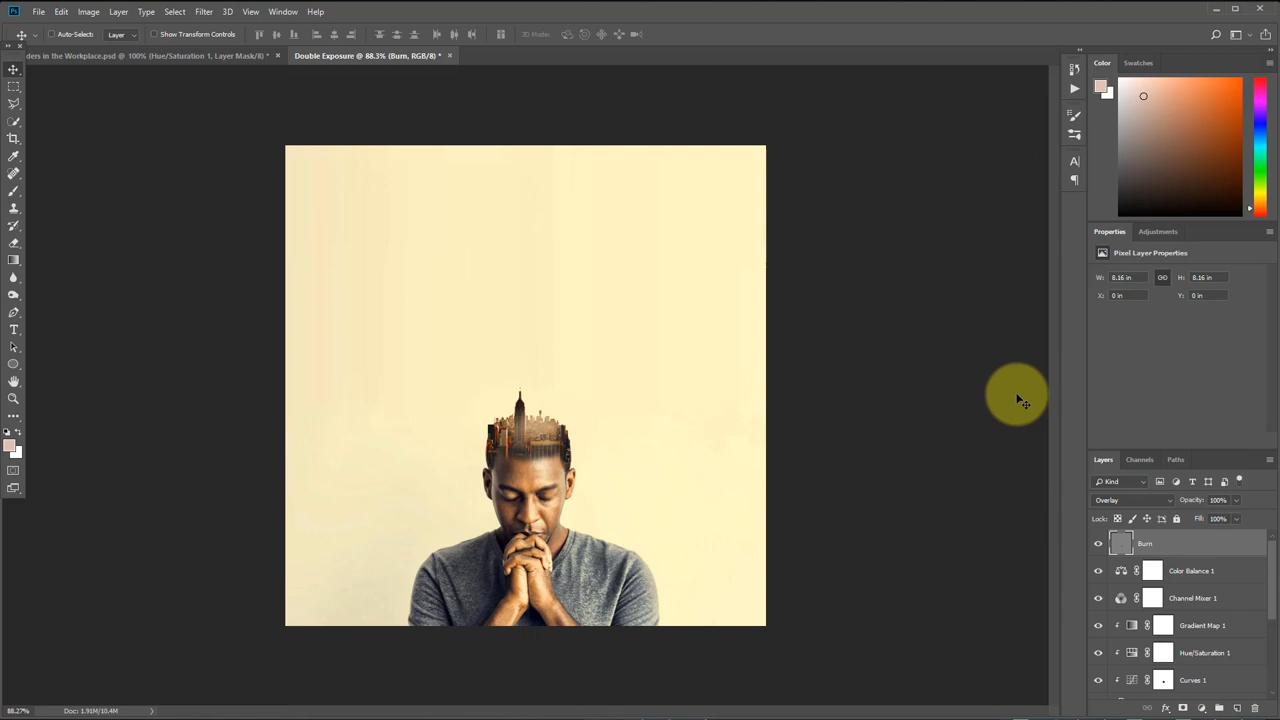 Ps File Edit Image Layer Type Select Filter 3D View Window Help
Auto-Select: Layer Show Transform Controls 3D Mode:
ders in the Workplace.psd @ 100% (Hue/Saturation 1, Layer Mask/8) * × Double Exposure @ 88.3% (Burn, RGB/8) * ×
Color Swatches
Properties Adjustments
Pixel Layer Properties
W: 8.16 in H: 8.16 in
X: 0 in Y: 0 in
Layers Channels Paths
Kind
Overlay Opacity: 100%
Lock: Fill: 100%
Burn
Color Balance 1
Channel Mixer 1
Gradient Map 1
Hue/Saturation 1
Curves 1
88.27% Doc: 1.91M/10.4M